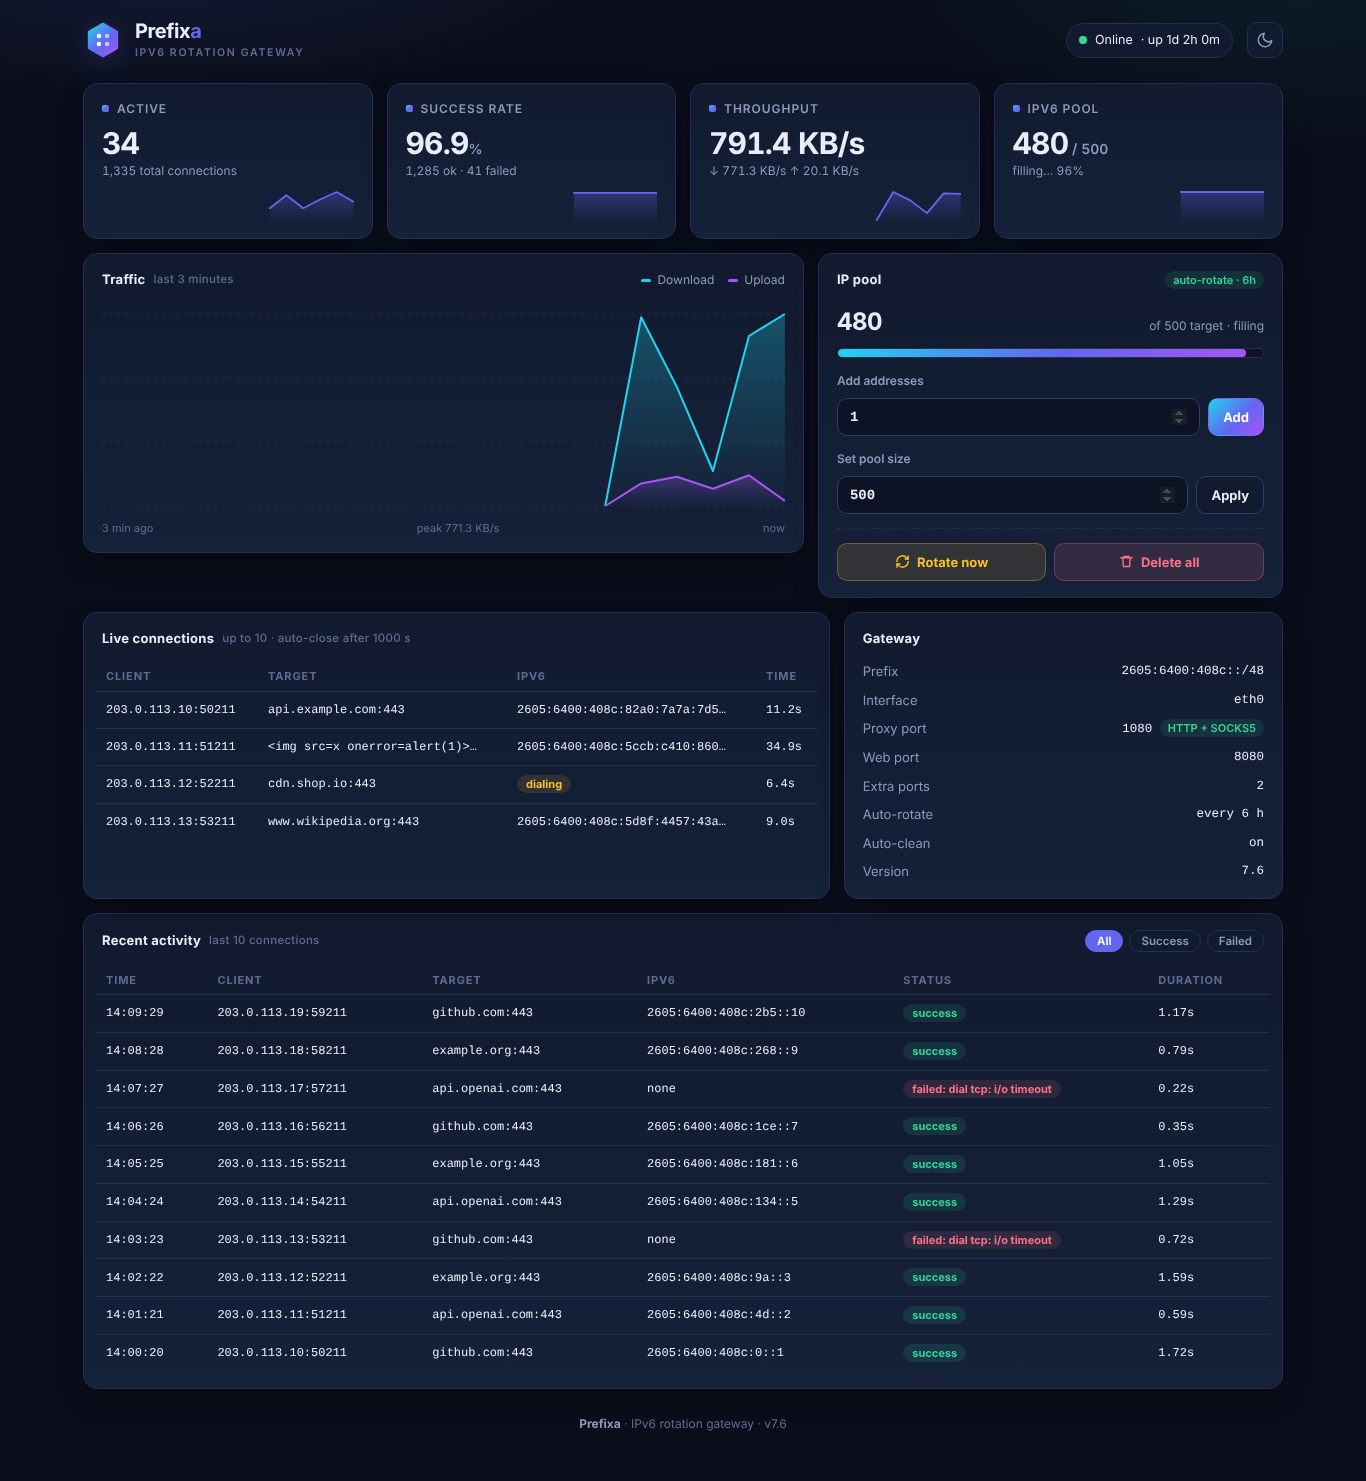 Prefixa
IPV6 ROTATION GATEWAY
Online · up 1d 2h 0m
ACTIVE
34
1,335 total connections
SUCCESS RATE
96.9%
1,285 ok · 41 failed
THROUGHPUT
791.4 KB/s
↓ 771.3 KB/s ↑ 20.1 KB/s
IPV6 POOL
480 / 500
filling... 96%
Traffic last 3 minutes
Download Upload
3 min ago peak 771.3 KB/s now
IP pool auto-rotate · 6h
480 of 500 target · filling
Add addresses
1 Add
Set pool size
500 Apply
Rotate now Delete all
Live connections up to 10 · auto-close after 1000 s
CLIENT TARGET IPV6 TIME
203.0.113.10:50211 api.example.com:443 2605:6400:408c:82a0:7a7a:7d5… 11.2s
203.0.113.11:51211 <img src=x onerror=alert(1)>… 2605:6400:408c:5ccb:c410:860… 34.9s
203.0.113.12:52211 cdn.shop.io:443 dialing 6.4s
203.0.113.13:53211 www.wikipedia.org:443 2605:6400:408c:5d8f:4457:43a… 9.0s
Gateway
Prefix 2605:6400:408c::/48
Interface eth0
Proxy port 1080 HTTP + SOCKS5
Web port 8080
Extra ports 2
Auto-rotate every 6 h
Auto-clean on
Version 7.6
Recent activity last 10 connections
All Success Failed
TIME CLIENT TARGET IPV6 STATUS DURATION
14:09:29 203.0.113.19:59211 github.com:443 2605:6400:408c:2b5::10 success 1.17s
14:08:28 203.0.113.18:58211 example.org:443 2605:6400:408c:268::9 success 0.79s
14:07:27 203.0.113.17:57211 api.openai.com:443 none failed: dial tcp: i/o timeout 0.22s
14:06:26 203.0.113.16:56211 github.com:443 2605:6400:408c:1ce::7 success 0.35s
14:05:25 203.0.113.15:55211 example.org:443 2605:6400:408c:181::6 success 1.05s
14:04:24 203.0.113.14:54211 api.openai.com:443 2605:6400:408c:134::5 success 1.29s
14:03:23 203.0.113.13:53211 github.com:443 none failed: dial tcp: i/o timeout 0.72s
14:02:22 203.0.113.12:52211 example.org:443 2605:6400:408c:9a::3 success 1.59s
14:01:21 203.0.113.11:51211 api.openai.com:443 2605:6400:408c:4d::2 success 0.59s
14:00:20 203.0.113.10:50211 github.com:443 2605:6400:408c:0::1 success 1.72s
Prefixa · IPv6 rotation gateway · v7.6